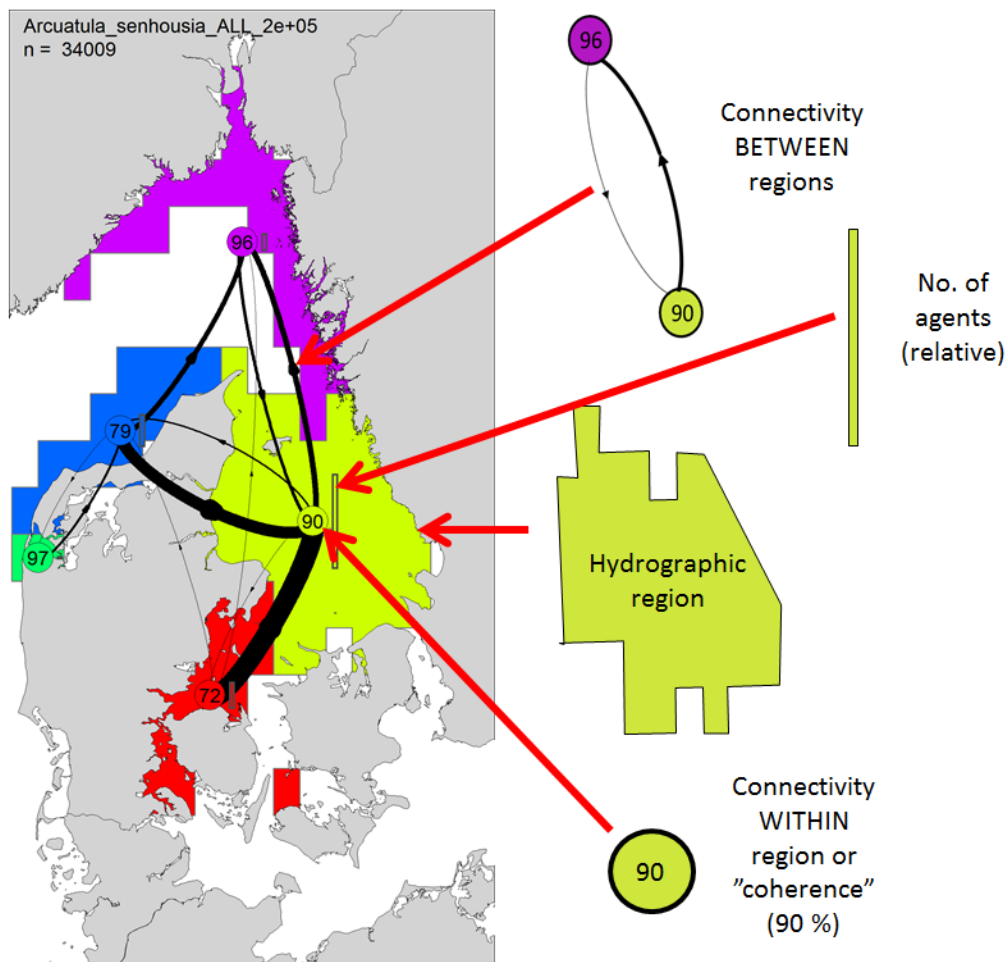 Arcuatula_senhousia_ALL_2e+05
n = 34009
96
79
90
97
72
96
90
Connectivity
BETWEEN
regions
No. of
agents
(relative)
Hydrographic
region
90
Connectivity
WITHIN
region or
”coherence”
(90 %)